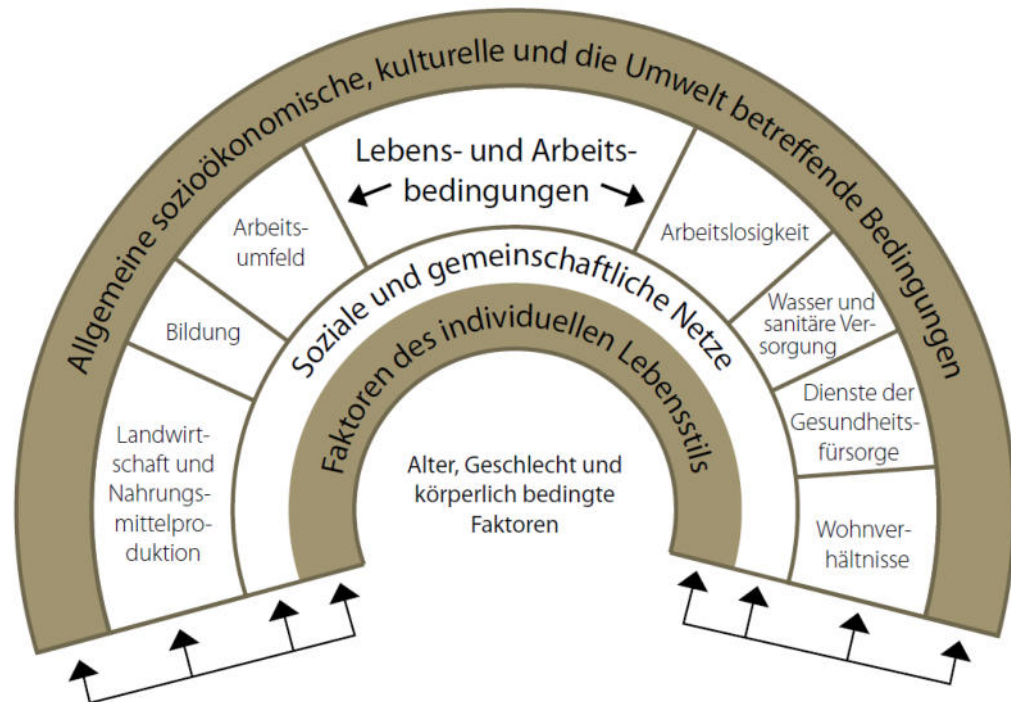 Allgemeine sozioökonomische, kulturelle und die Umwelt betreffende Bedingungen
Lebens- und Arbeits-
bedingungen
Landwirt-
schaft und
Nahrungs-
mittelpro-
duktion
Bildung
Arbeits-
umfeld
Arbeitslosigkeit
Wasser und
sanitäre Ver-
sorgung
Dienste der
Gesundheits-
fürsorge
Wohnver-
hältnisse
Soziale und gemeinschaftliche Netze
Faktoren des individuellen Lebensstils
Alter, Geschlecht und
körperlich bedingte
Faktoren